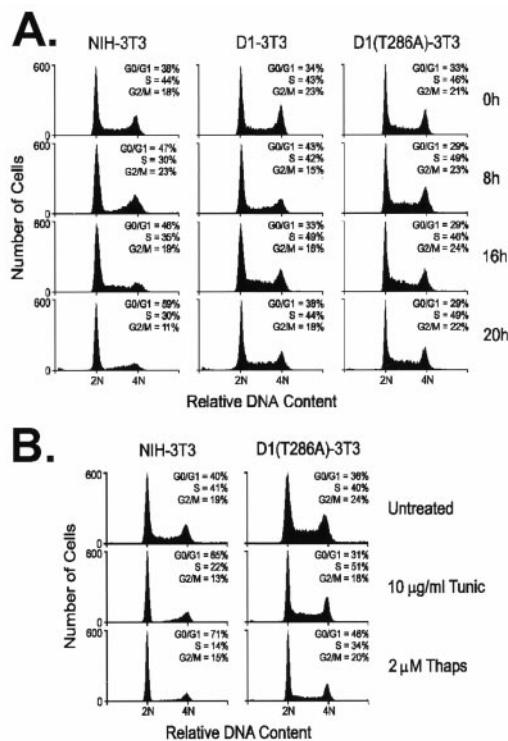 A.
NIH-3T3 D1-3T3 D1(T286A)-3T3
600
0
G0/G1 = 38%
S = 44%
G2/M = 18%
G0/G1 = 34%
S = 43%
G2/M = 23%
G0/G1 = 33%
S = 46%
G2/M = 21%
0h
600
0
G0/G1 = 47%
S = 30%
G2/M = 23%
G0/G1 = 43%
S = 42%
G2/M = 15%
G0/G1 = 29%
S = 49%
G2/M = 23%
8h
600
0
G0/G1 = 46%
S = 35%
G2/M = 19%
G0/G1 = 33%
S = 49%
G2/M = 18%
G0/G1 = 29%
S = 46%
G2/M = 24%
16h
600
0
G0/G1 = 59%
S = 30%
G2/M = 11%
G0/G1 = 38%
S = 44%
G2/M = 18%
G0/G1 = 29%
S = 49%
G2/M = 22%
20h
Number of Cells
2N 4N 2N 4N 2N 4N
Relative DNA Content
B.
NIH-3T3 D1(T286A)-3T3
600
0
G0/G1 = 40%
S = 41%
G2/M = 19%
G0/G1 = 36%
S = 40%
G2/M = 24%
Untreated
600
0
G0/G1 = 65%
S = 22%
G2/M = 13%
G0/G1 = 31%
S = 51%
G2/M = 18%
10 µg/ml Tunic
600
0
G0/G1 = 71%
S = 14%
G2/M = 15%
G0/G1 = 46%
S = 34%
G2/M = 20%
2 µM Thaps
Number of Cells
2N 4N 2N 4N
Relative DNA Content